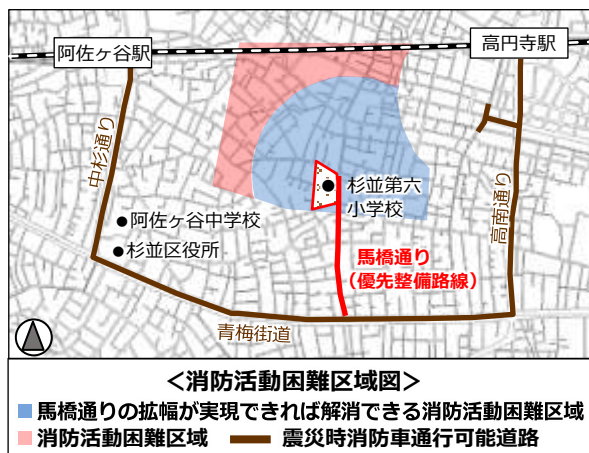 阿佐ヶ谷駅
高円寺駅
中杉通り
杉並第六
小学校
高南通り
阿佐ヶ谷中学校
杉並区役所
馬橋通り
（優先整備路線）
青梅街道
＜消防活動困難区域図＞
馬橋通りの拡幅が実現できれば解消できる消防活動困難区域
消防活動困難区域 震災時消防車通行可能道路